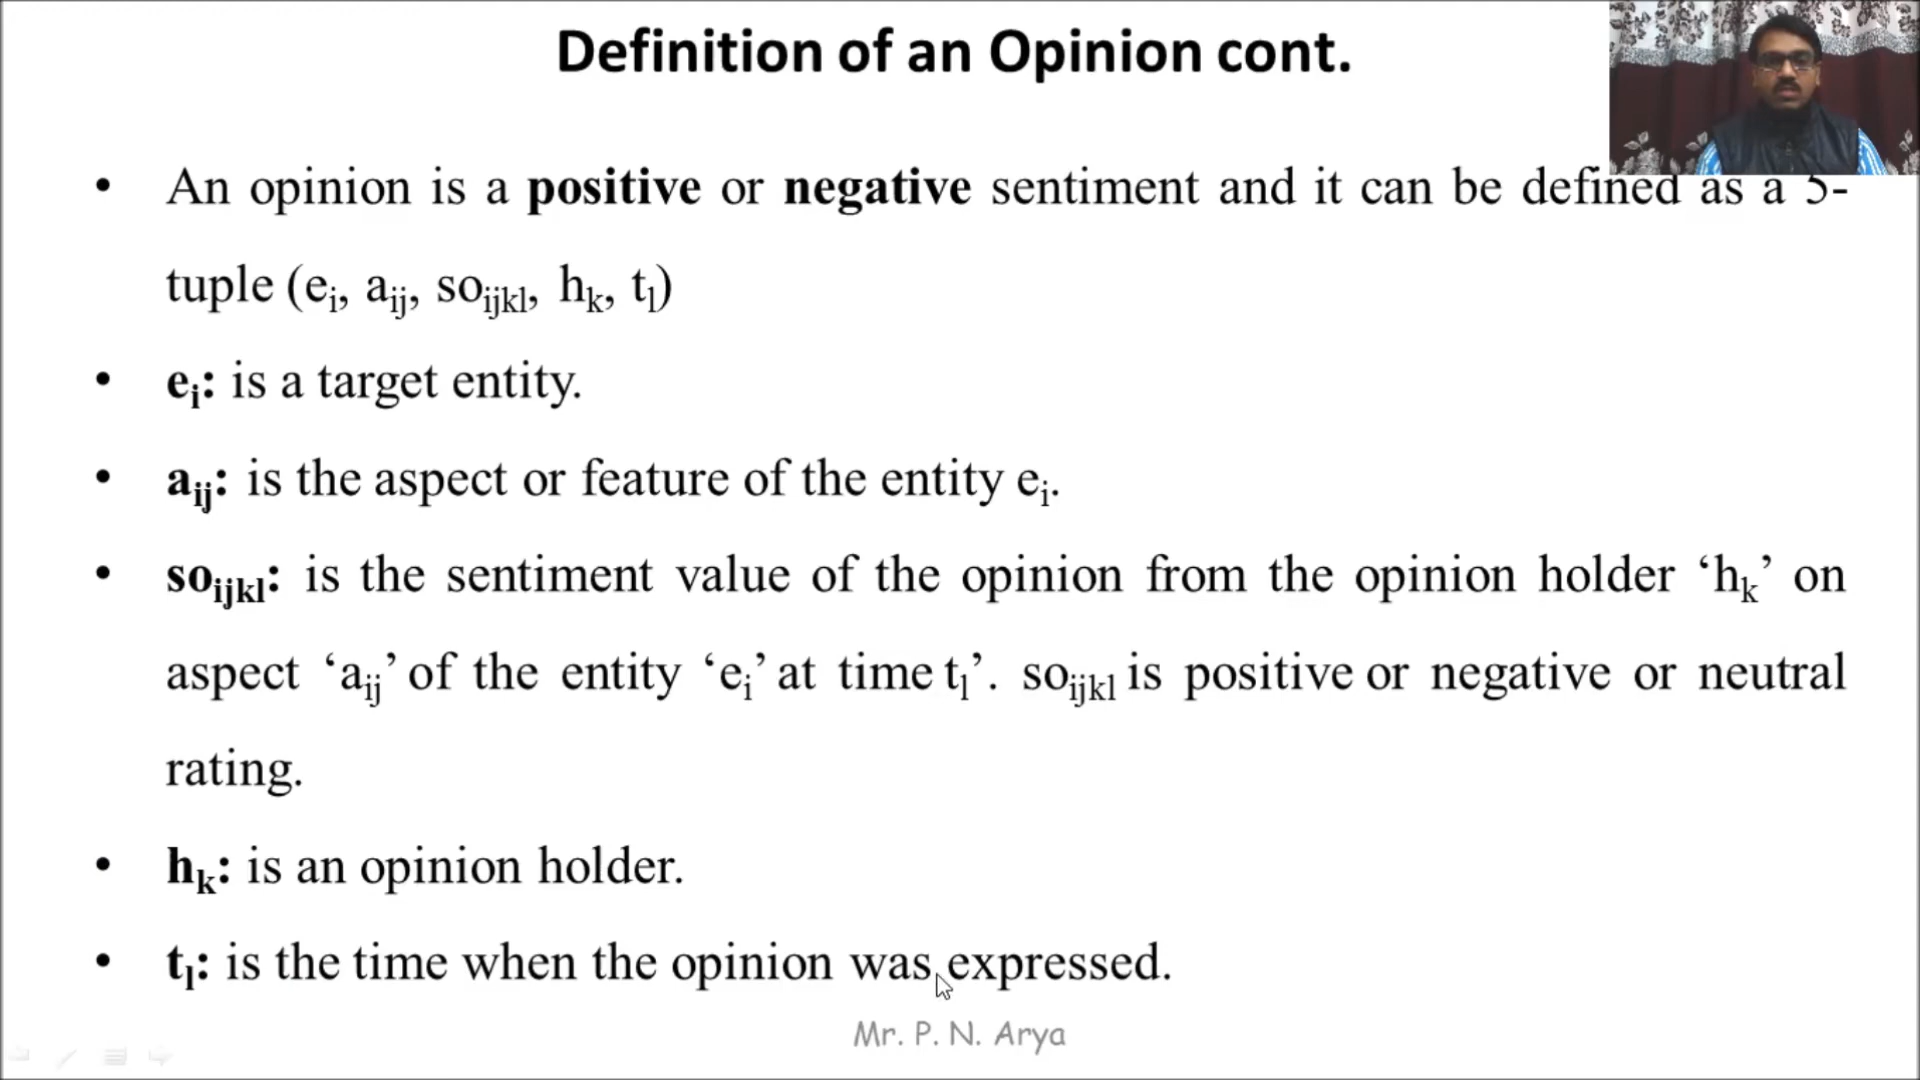 Definition of an Opinion cont.
• An opinion is a positive or negative sentiment and it can be defined as a 5-
tuple (eᵢ, aᵢⱼ, soᵢⱼₖₗ, hₖ, tₗ)
• eᵢ: is a target entity.
• aᵢⱼ: is the aspect or feature of the entity eᵢ.
• soᵢⱼₖₗ: is the sentiment value of the opinion from the opinion holder ‘hₖ’ on
aspect ‘aᵢⱼ’ of the entity ‘eᵢ’ at time tₗ’. soᵢⱼₖₗ is positive or negative or neutral
rating.
• hₖ: is an opinion holder.
• tₗ: is the time when the opinion was expressed.
Mr. P. N. Arya